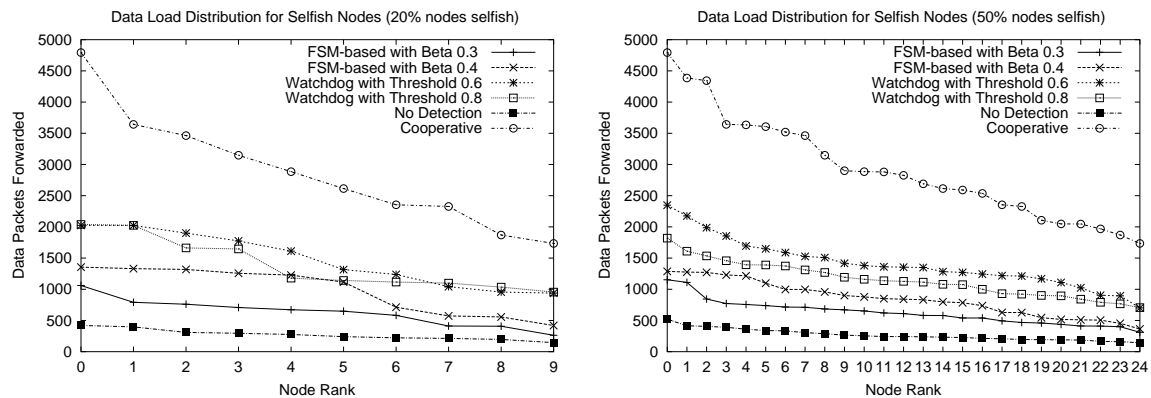 Data Load Distribution for Selfish Nodes (20% nodes selfish)
Data Packets Forwarded
5000
4500
4000
3500
3000
2500
2000
1500
1000
500
0
FSM-based with Beta 0.3
FSM-based with Beta 0.4
Watchdog with Threshold 0.6
Watchdog with Threshold 0.8
No Detection
Cooperative
0 1 2 3 4 5 6 7 8 9
Node Rank
Data Load Distribution for Selfish Nodes (50% nodes selfish)
Data Packets Forwarded
5000
4500
4000
3500
3000
2500
2000
1500
1000
500
0
FSM-based with Beta 0.3
FSM-based with Beta 0.4
Watchdog with Threshold 0.6
Watchdog with Threshold 0.8
No Detection
Cooperative
0 1 2 3 4 5 6 7 8 9 10 11 12 13 14 15 16 17 18 19 20 21 22 23 24
Node Rank